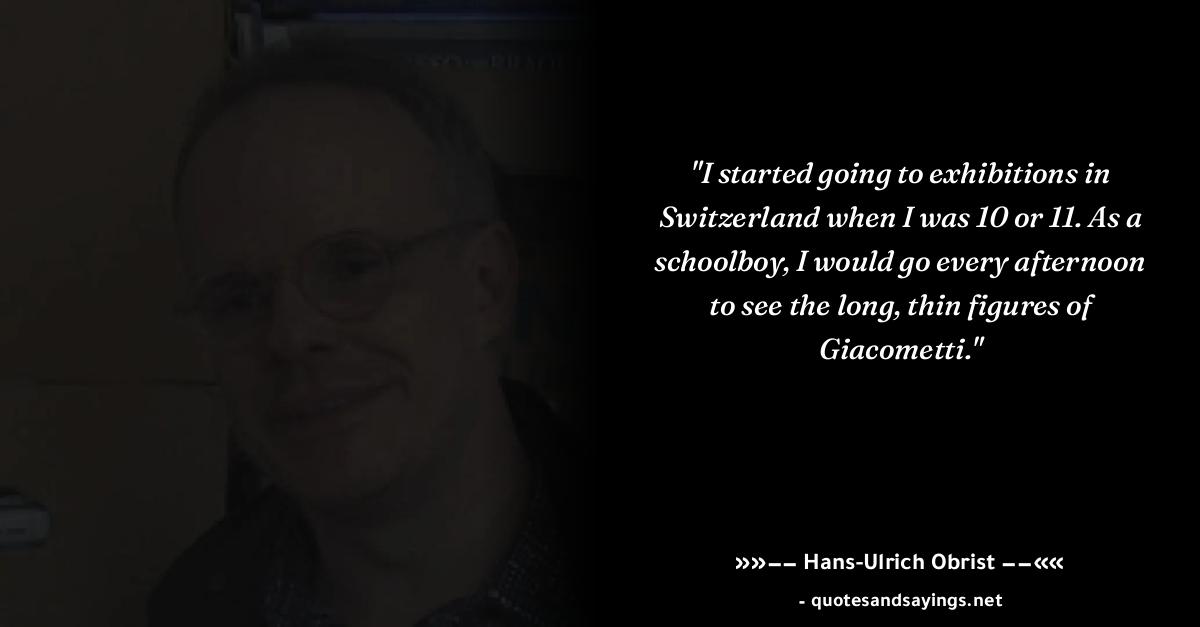 "I started going to exhibitions in
Switzerland when I was 10 or 11. As a
schoolboy, I would go every afternoon
to see the long, thin figures of
Giacometti."
»»−− Hans-Ulrich Obrist −−««
- quotesandsayings.net